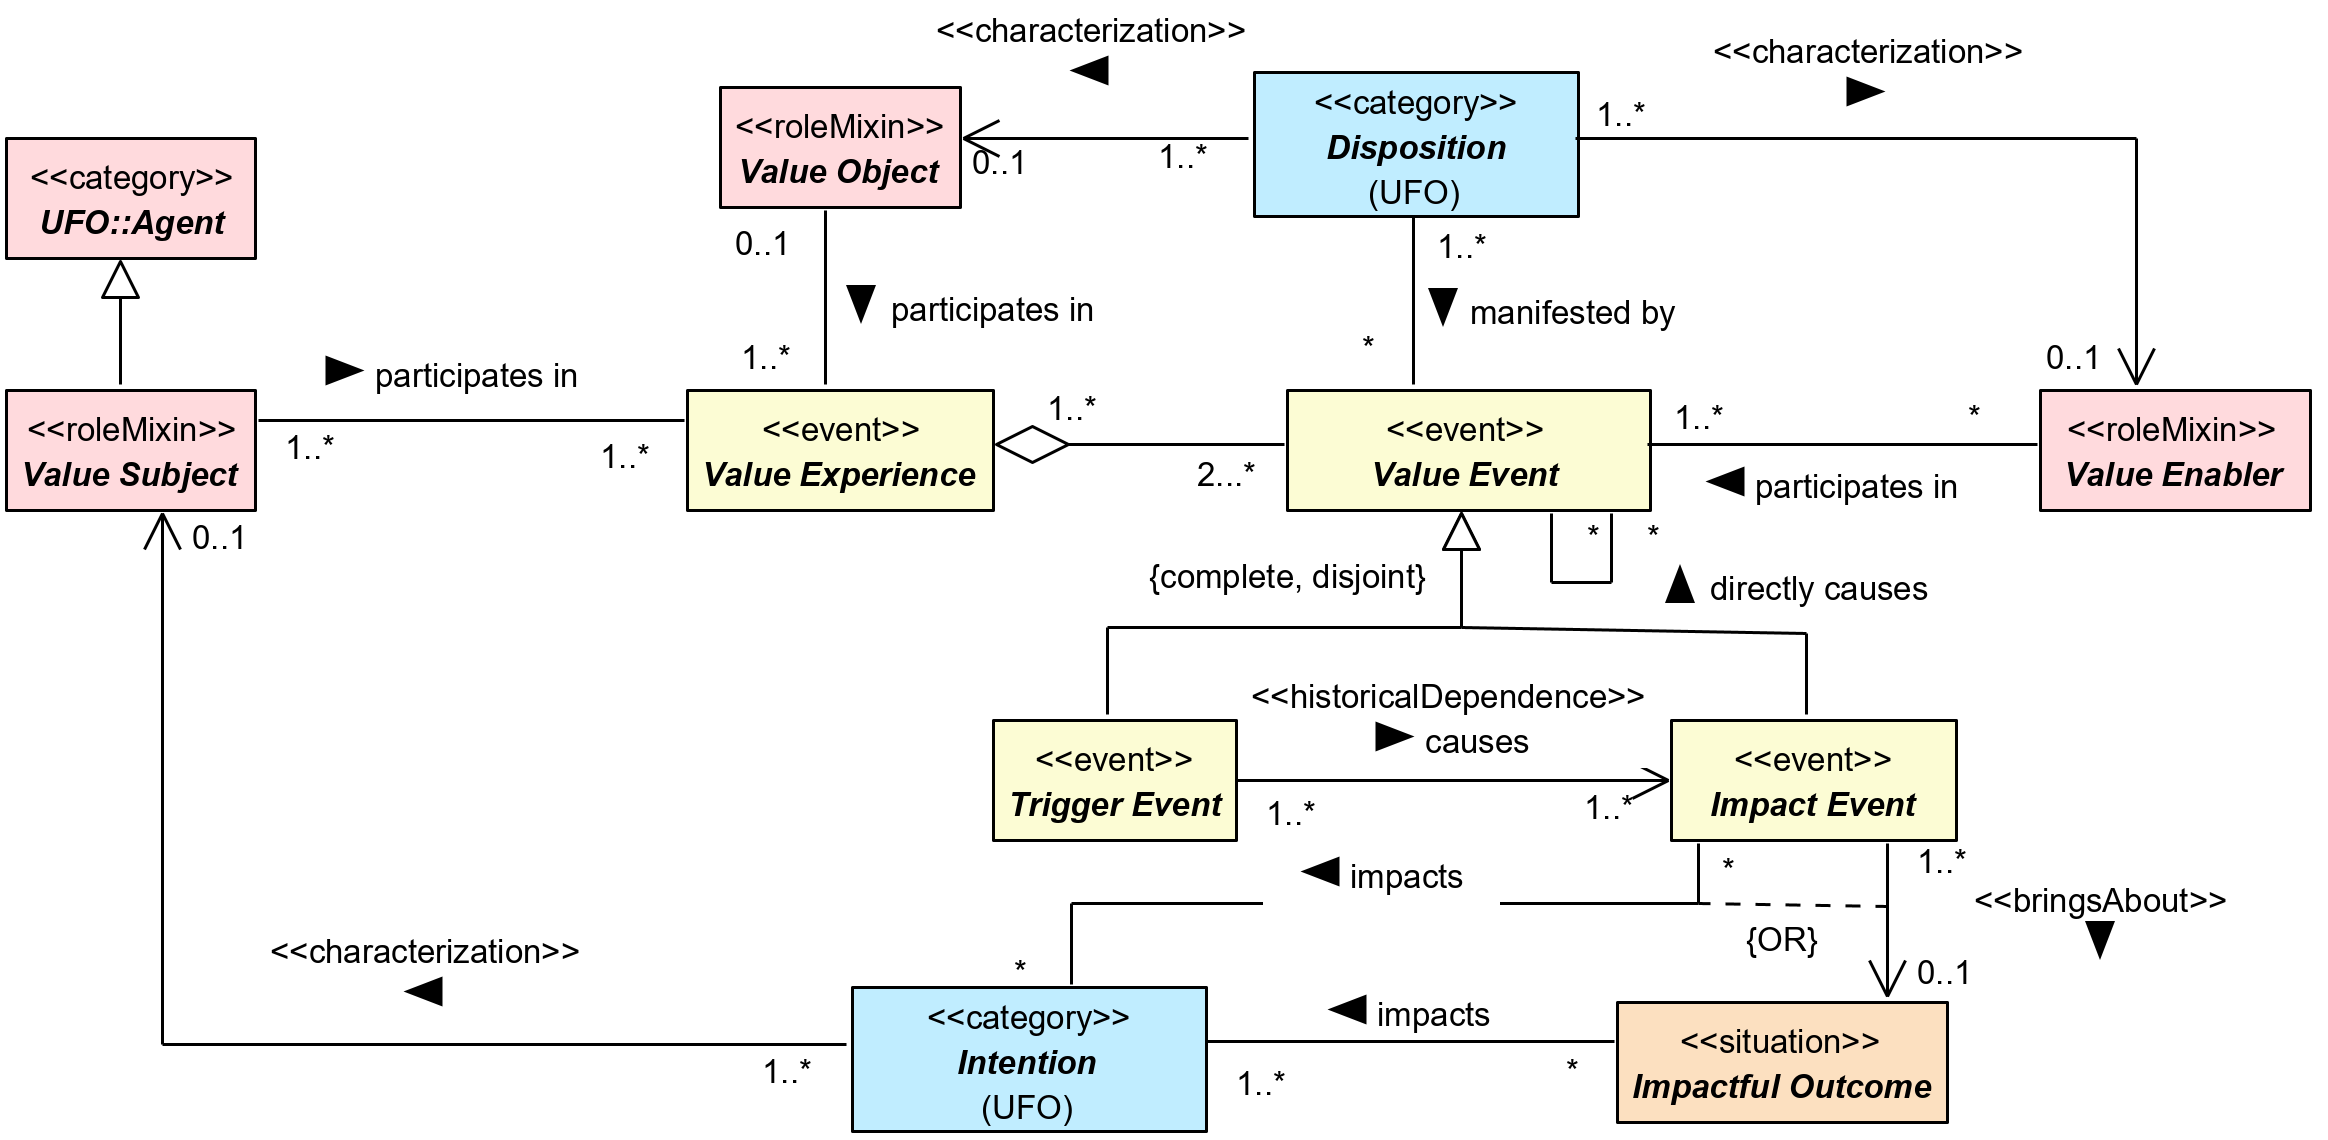 <<characterization>>
<<characterization>>
<<category>>
Disposition
(UFO)
<<roleMixin>>
Value Object
1..*
0..1
1..*
<<category>>
UFO::Agent
0..1
1..*
participates in
manifested by
1..*
*
0..1
participates in
<<roleMixin>>
Value Subject
1..*
1..*
<<event>>
Value Experience
1..*
2...*
<<event>>
Value Event
1..*
*
participates in
<<roleMixin>>
Value Enabler
0..1
*
*
{complete, disjoint}
directly causes
<<historicalDependence>>
causes
<<event>>
Trigger Event
1..*
1..*
<<event>>
Impact Event
impacts
*
1..*
<<bringsAbout>>
{OR}
<<characterization>>
*
0..1
1..*
<<category>>
Intention
(UFO)
impacts
1..*
*
<<situation>>
Impactful Outcome